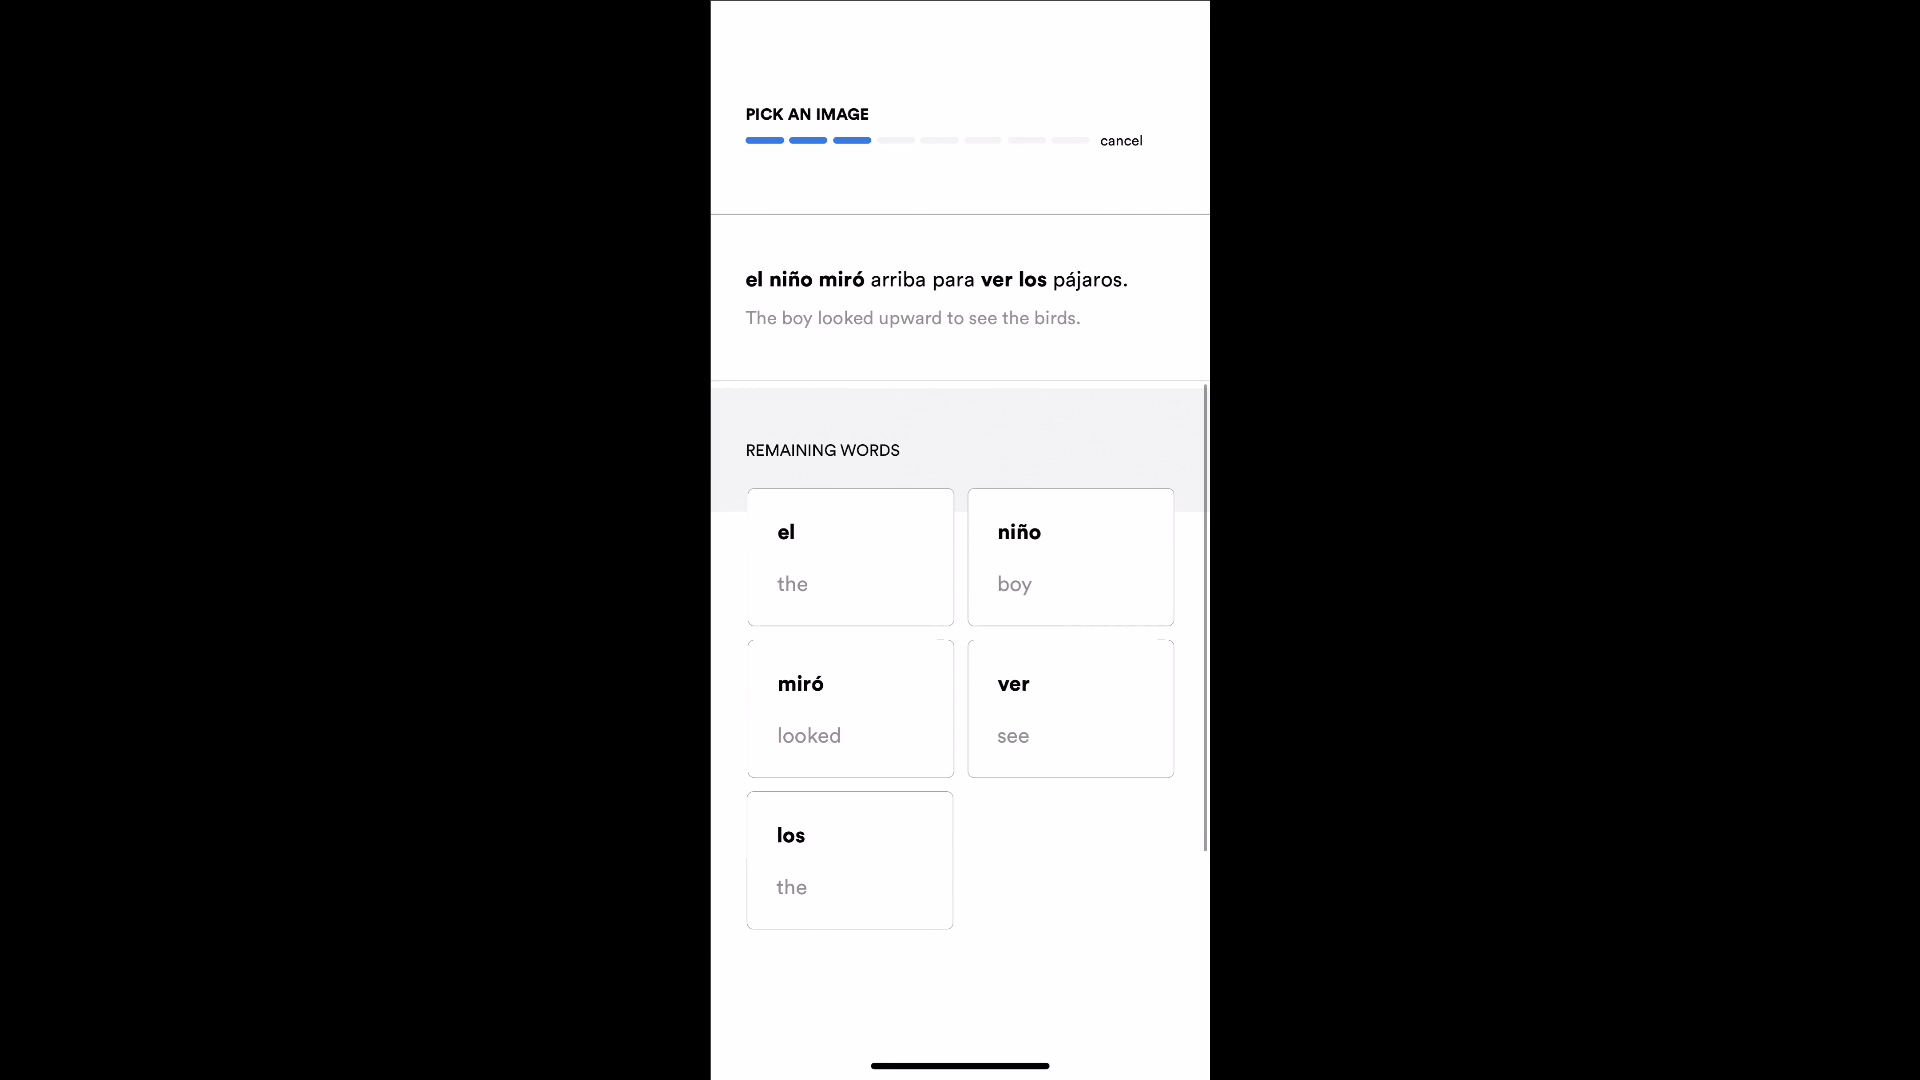 PICK AN IMAGE
cancel
el niño miró arriba para ver los pájaros.
The boy looked upward to see the birds.
REMAINING WORDS
el
the
niño
boy
miró
looked
ver
see
los
the